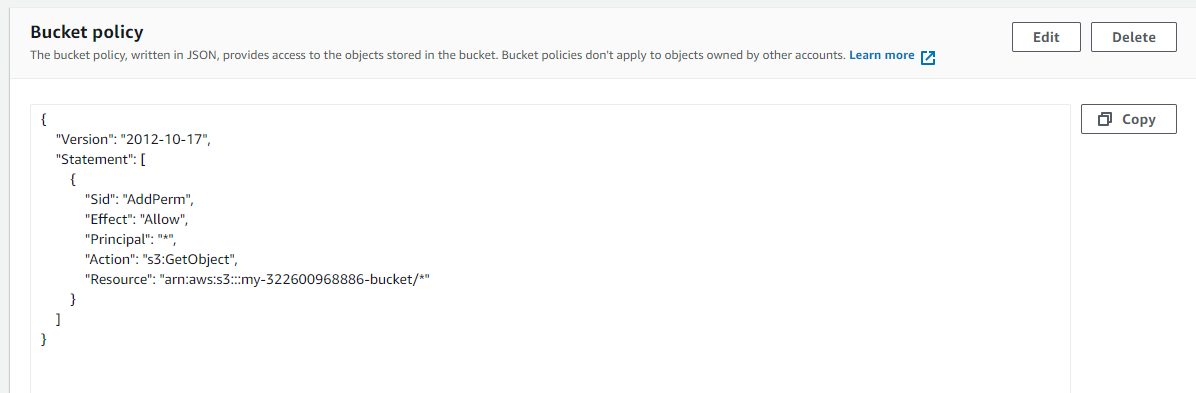 Bucket policy
Edit
Delete
The bucket policy, written in JSON, provides access to the objects stored in the bucket. Bucket policies don't apply to objects owned by other accounts. Learn more
Copy
{
"Version": "2012-10-17",
"Statement": [
{
"Sid": "AddPerm",
"Effect": "Allow",
"Principal": "*",
"Action": "s3:GetObject",
"Resource": "arn:aws:s3:::my-322600968886-bucket/*"
}
]
}